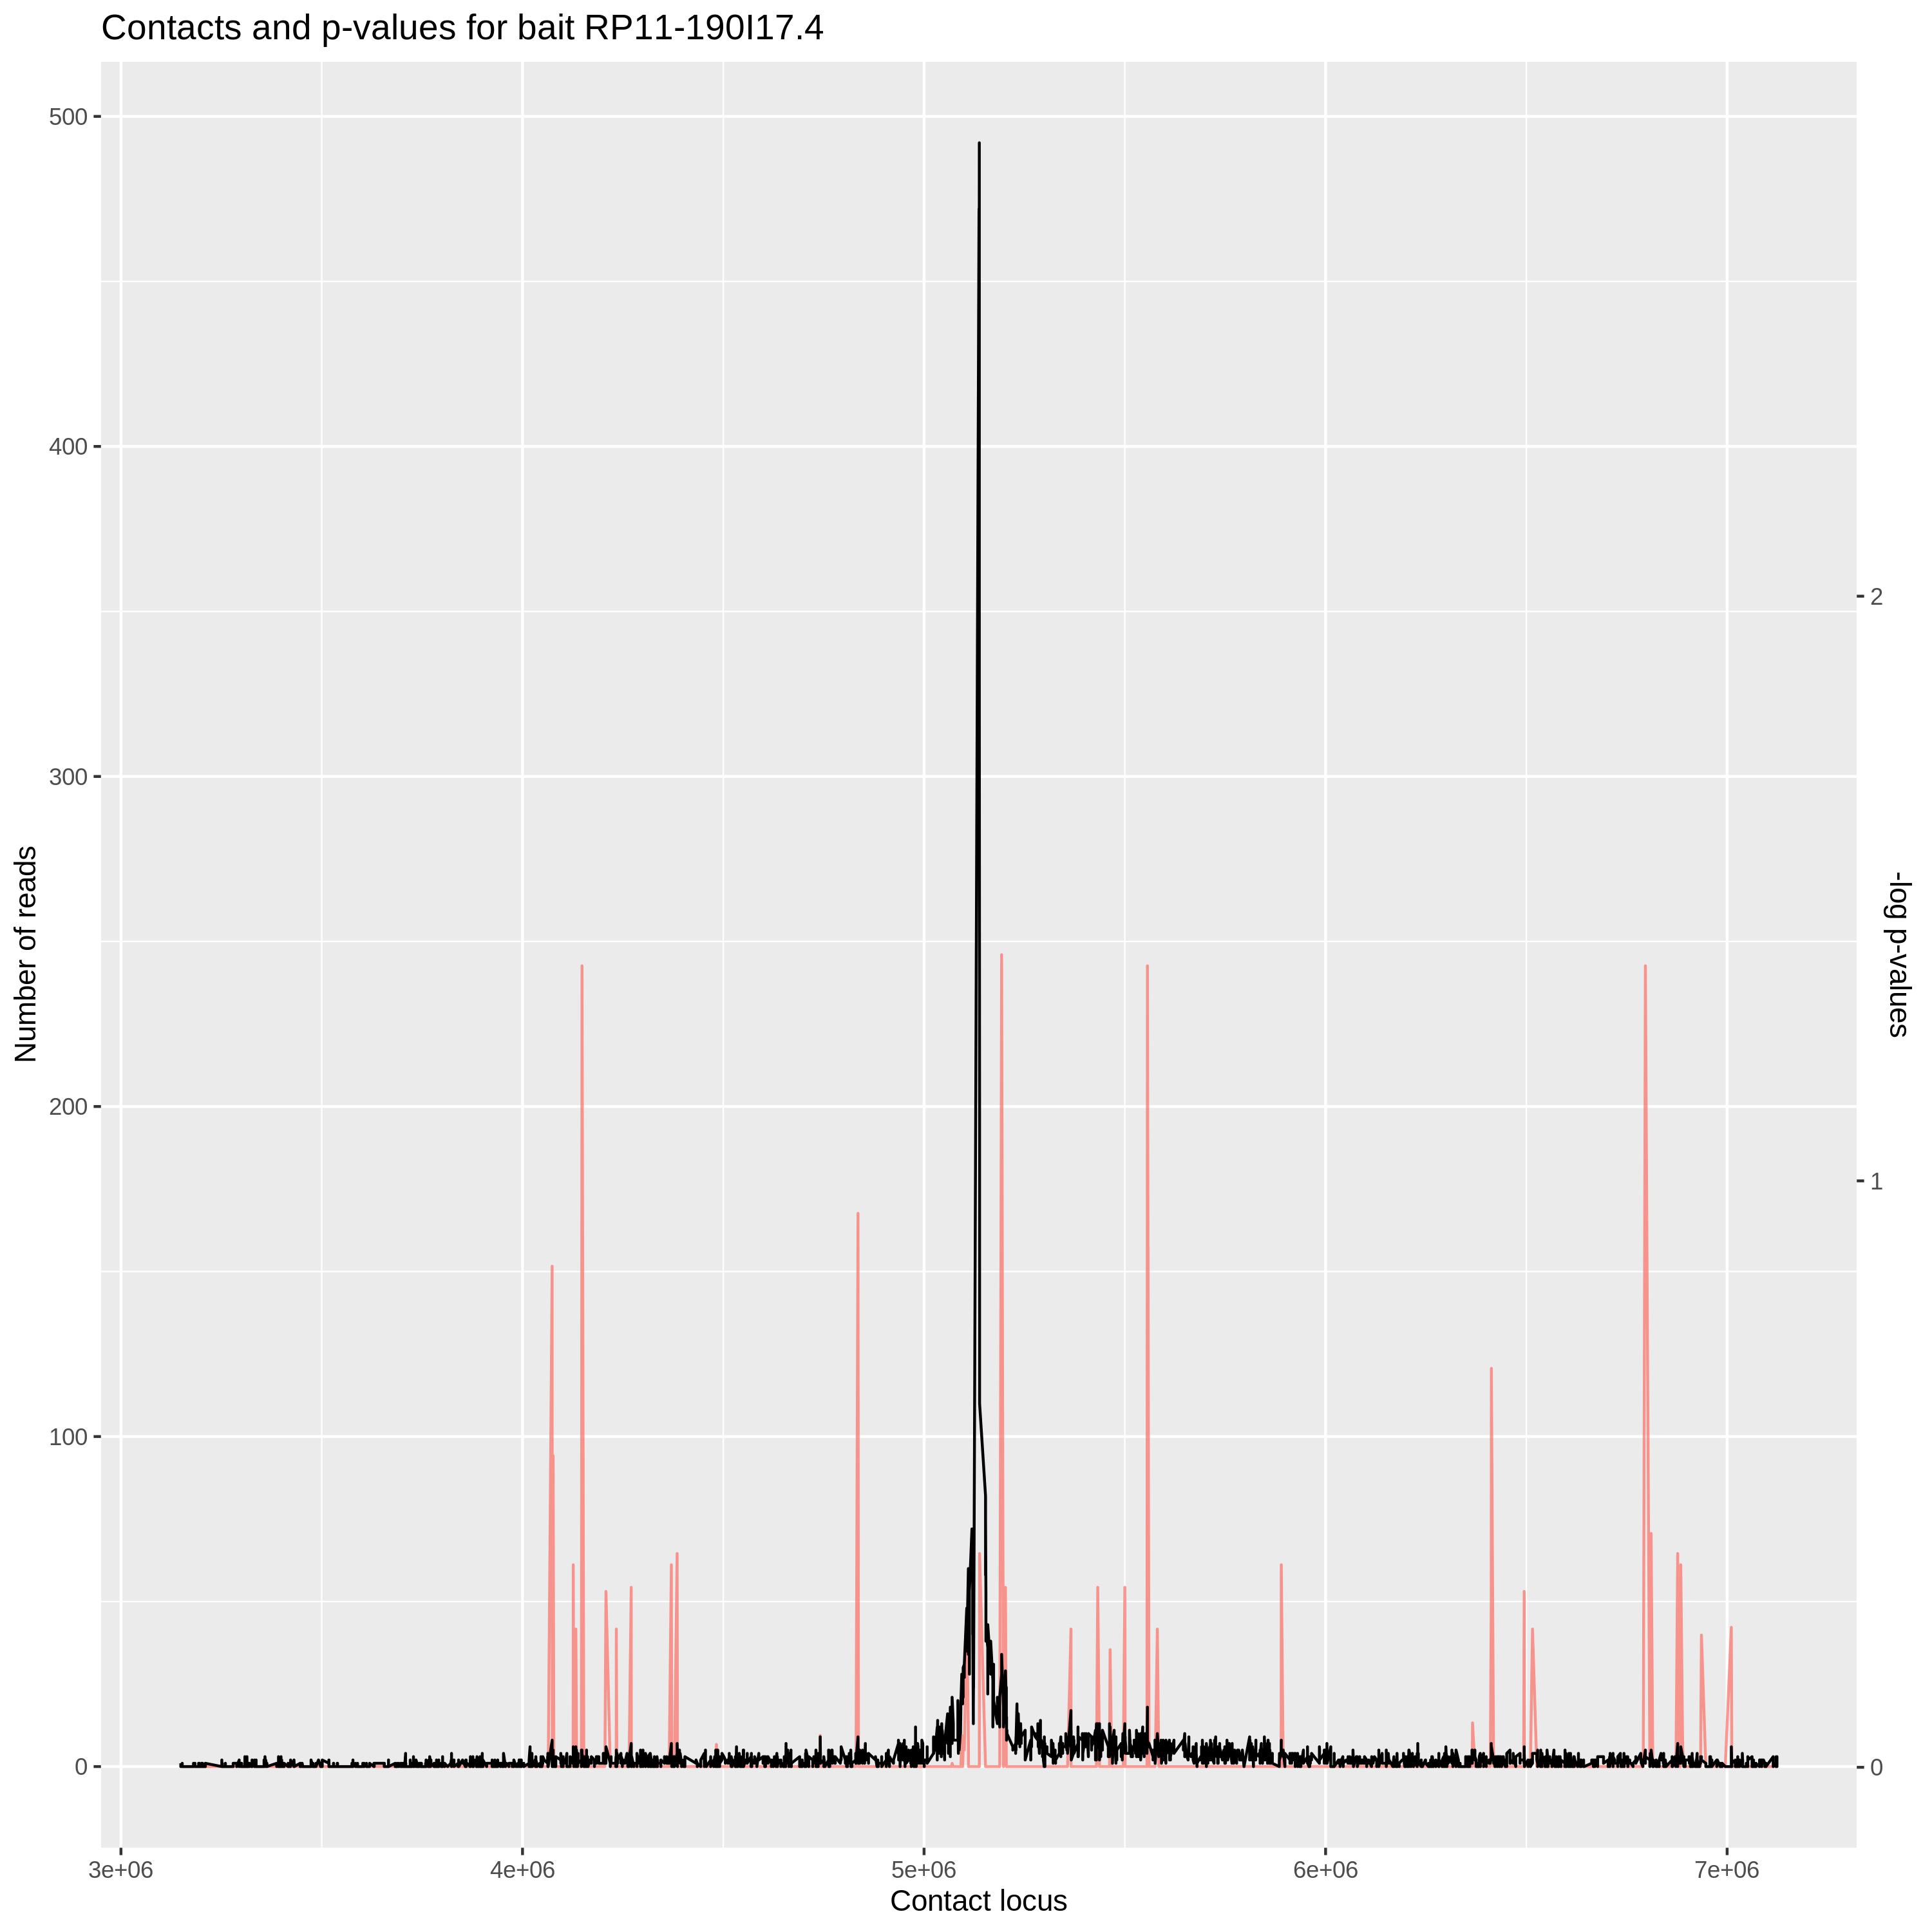 Contacts and p-values for bait RP11-190I17.4
500
400
300
200
100
0
Number of reads
2
1
0
-log p-values
3e+06 4e+06 5e+06 6e+06 7e+06
Contact locus